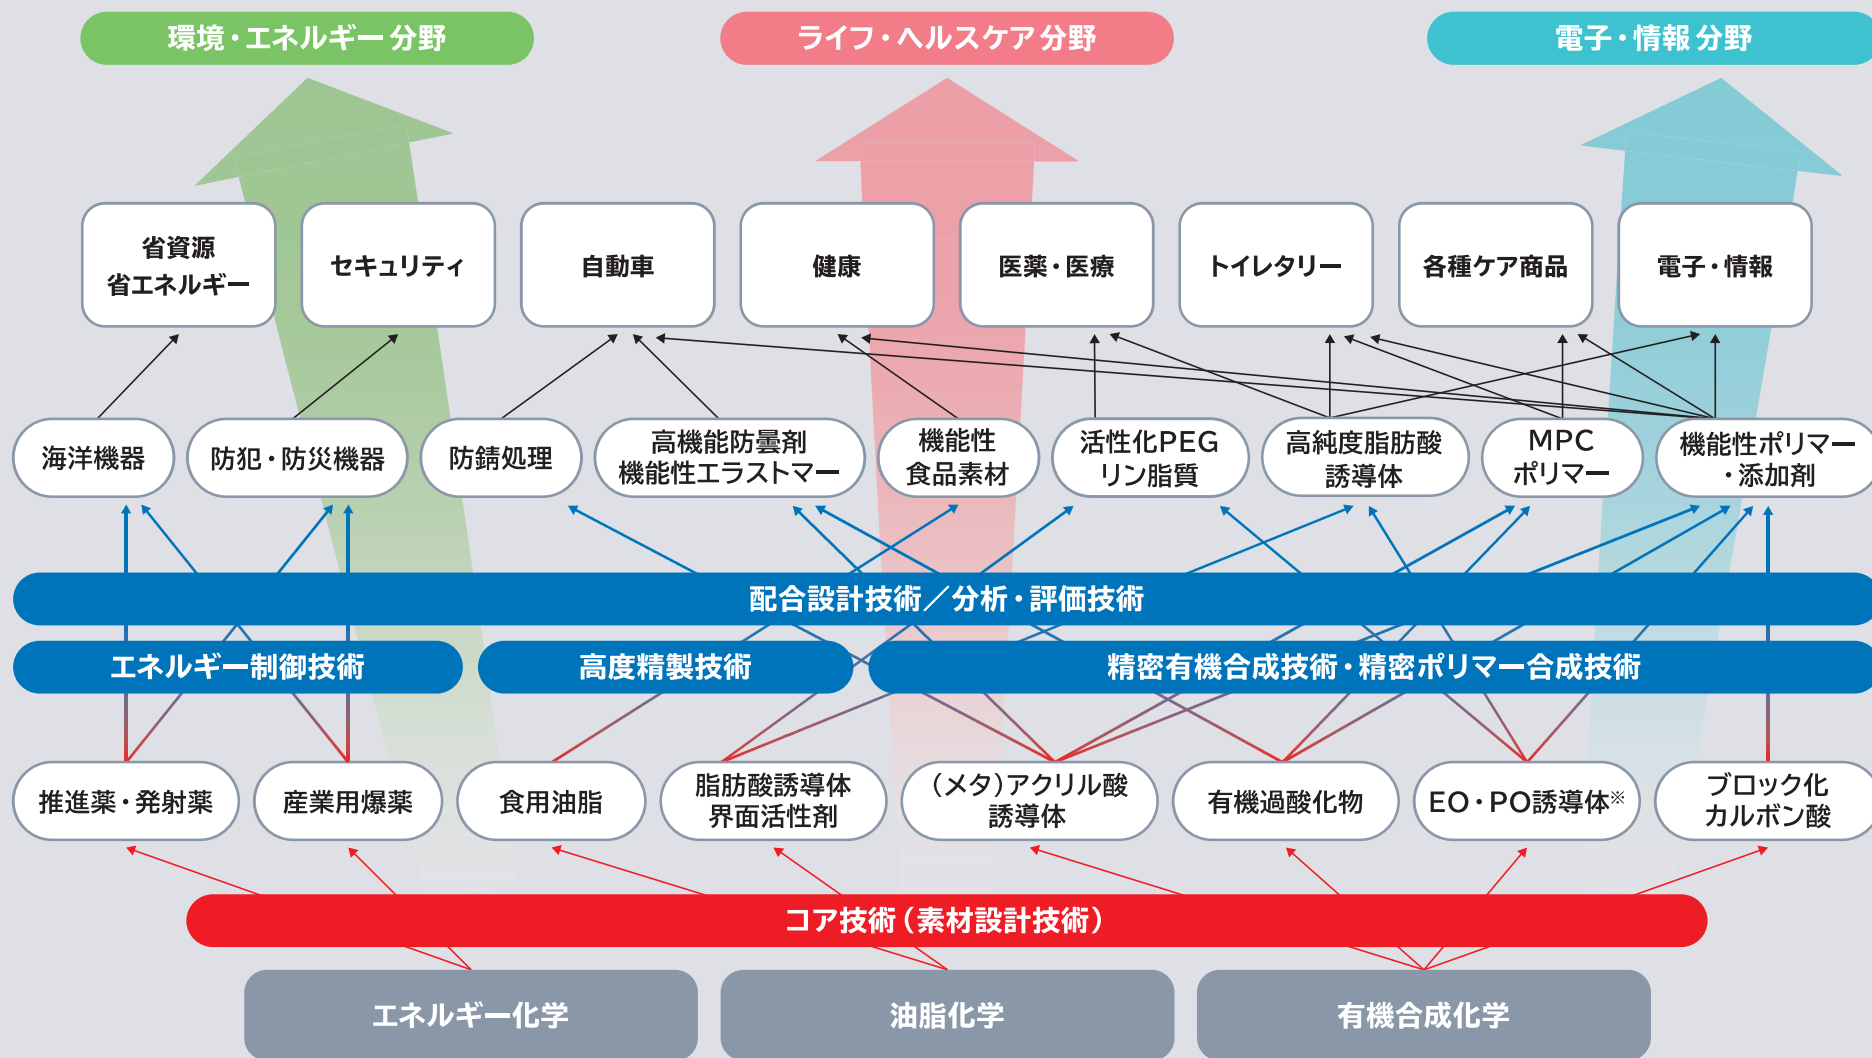 環境・エネルギー分野
ライフ・ヘルスケア分野
電子・情報分野
省資源
省エネルギー
セキュリティ
自動車
健康
医薬・医療
トイレタリー
各種ケア商品
電子・情報
海洋機器
防犯・防災機器
防錆処理
高機能防曇剤
機能性エラストマー
機能性
食品素材
活性化PEG
リン脂質
高純度脂肪酸
誘導体
MPC
ポリマー
機能性ポリマー
・添加剤
配合設計技術／分析・評価技術
エネルギー制御技術
高度精製技術
精密有機合成技術・精密ポリマー合成技術
推進薬・発射薬
産業用爆薬
食用油脂
脂肪酸誘導体
界面活性剤
（メタ）アクリル酸
誘導体
有機過酸化物
EO・PO誘導体※
ブロック化
カルボン酸
コア技術（素材設計技術）
エネルギー化学
油脂化学
有機合成化学